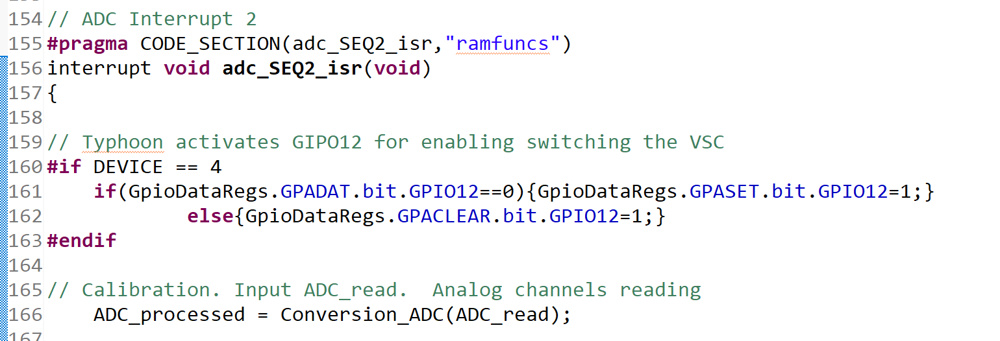 154 // ADC Interrupt 2
155 #pragma CODE_SECTION(adc_SEQ2_isr,"ramfuncs")
156 interrupt void adc_SEQ2_isr(void)
157 {
158
159 // Typhoon activates GIPO12 for enabling switching the VSC
160 #if DEVICE == 4
161     if(GpioDataRegs.GPADAT.bit.GPIO12==0){GpioDataRegs.GPASET.bit.GPIO12=1;}
162             else{GpioDataRegs.GPACLEAR.bit.GPIO12=1;}
163 #endif
164
165 // Calibration. Input ADC_read.  Analog channels reading
166     ADC_processed = Conversion_ADC(ADC_read);
167